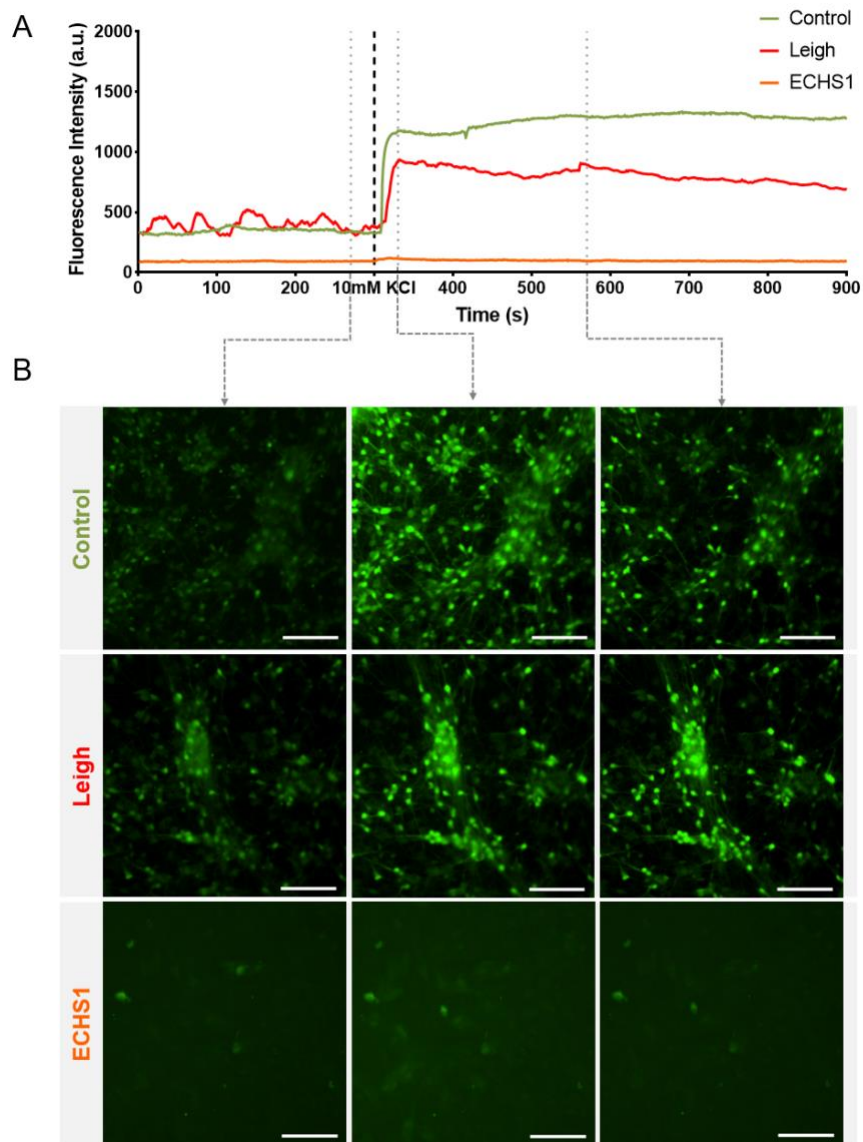 A
Fluorescence Intensity (a.u.)
2000
1500
1000
500
0
Control
Leigh
ECHS1
0 100 200 10mM KCl 400 500 600 700 800 900
Time (s)
B
Control
Leigh
ECHS1